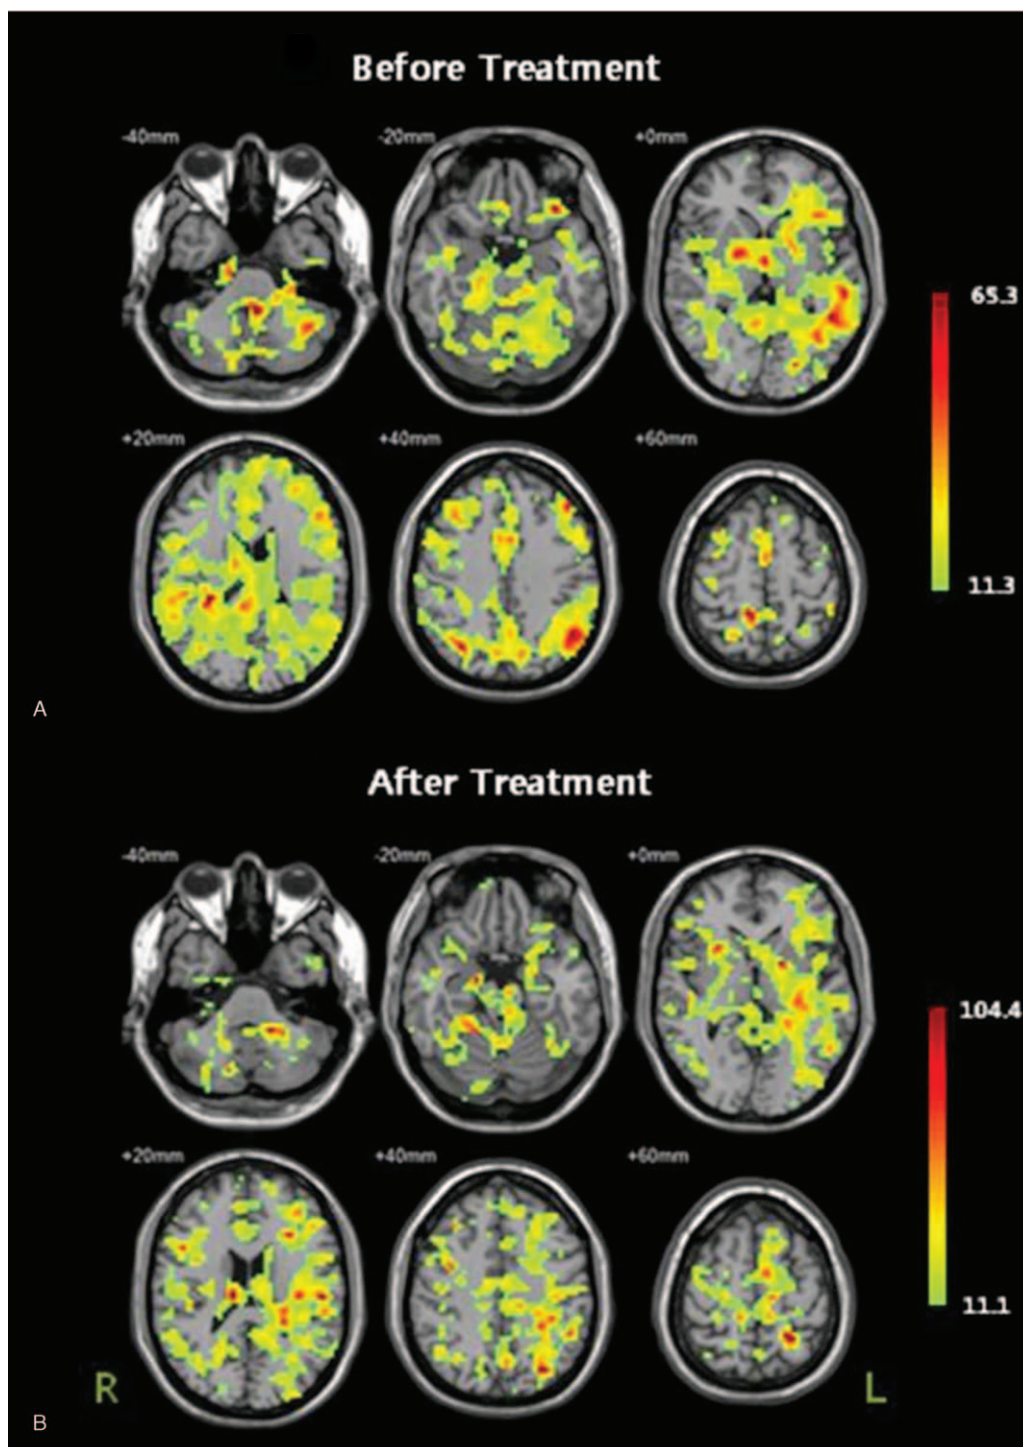 Before Treatment
-40mm
-20mm
+0mm
65.3
11.3
+20mm
+40mm
+60mm
A
After Treatment
-40mm
-20mm
+0mm
104.4
11.1
+20mm
+40mm
+60mm
R
L
B